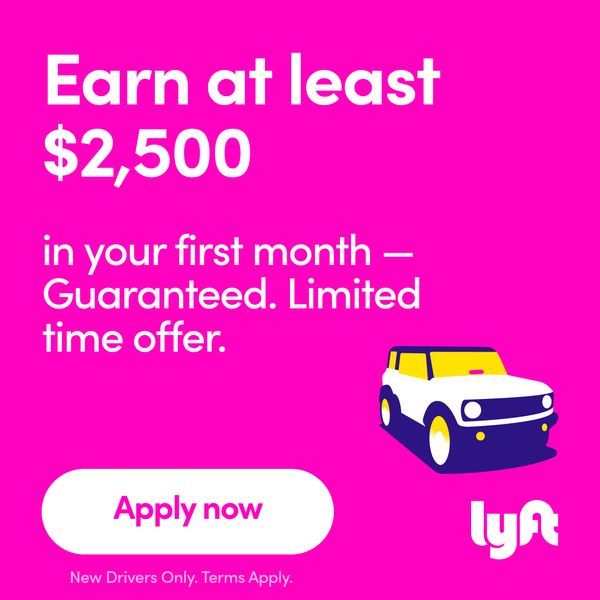 Earn at least
$2,500
in your first month —
Guaranteed. Limited
time offer.
Apply now
lyft
New Drivers Only. Terms Apply.